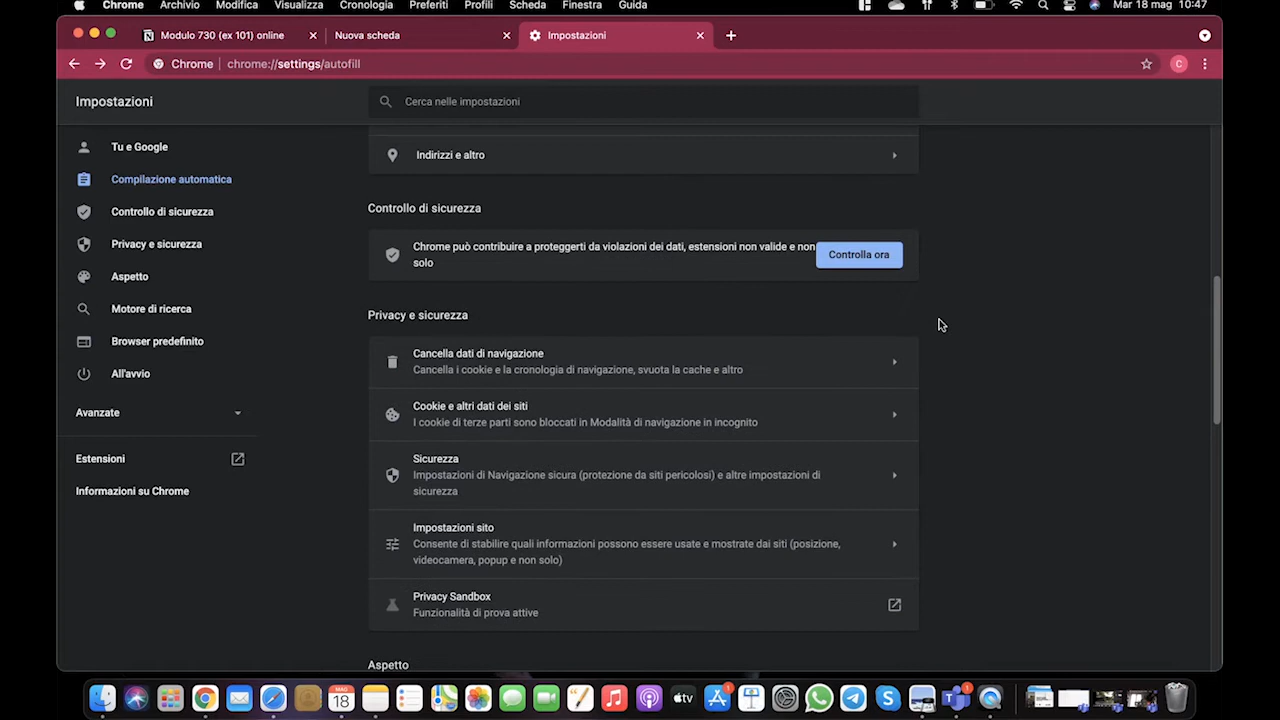 Chrome Archivio Modifica Visualizza Cronologia Preferiti Profili Scheda Finestra Guida Mar 18 mag 10:47
Modulo 730 (ex 101) online Nuova scheda Impostazioni
Chrome chrome://settings/autofill C
Impostazioni
Cerca nelle impostazioni
Tu e Google
Compilazione automatica
Controllo di sicurezza
Privacy e sicurezza
Aspetto
Motore di ricerca
Browser predefinito
All'avvio
Avanzate
Estensioni
Informazioni su Chrome
Indirizzi e altro
Controllo di sicurezza
Chrome può contribuire a proteggerti da violazioni dei dati, estensioni non valide e non
solo
Controlla ora
Privacy e sicurezza
Cancella dati di navigazione
Cancella i cookie e la cronologia di navigazione, svuota la cache e altro
Cookie e altri dati dei siti
I cookie di terze parti sono bloccati in Modalità di navigazione in incognito
Sicurezza
Impostazioni di Navigazione sicura (protezione da siti pericolosi) e altre impostazioni di
sicurezza
Impostazioni sito
Consente di stabilire quali informazioni possono essere usate e mostrate dai siti (posizione,
videocamera, popup e non solo)
Privacy Sandbox
Funzionalità di prova attive
Aspetto
MAG
18
tv
1
1